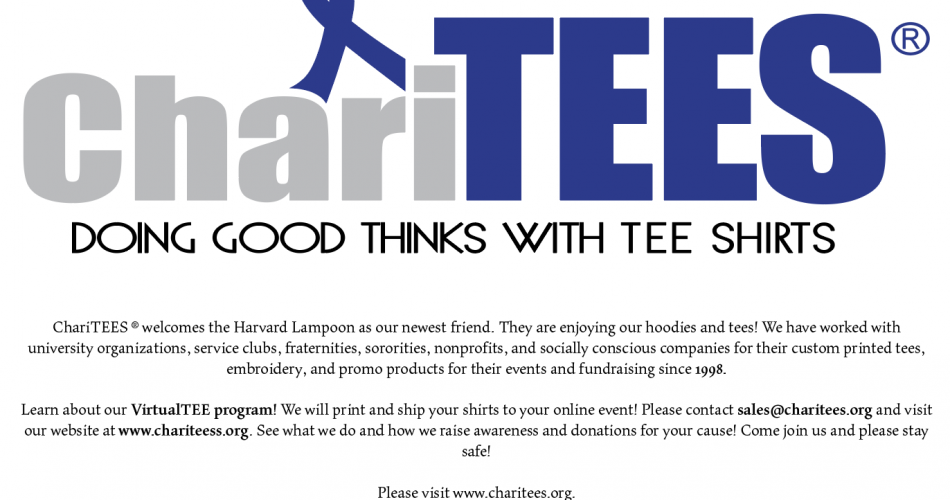 ChariTEES®
DOING GOOD THINKS WITH TEE SHIRTS
ChariTEES ® welcomes the Harvard Lampoon as our newest friend. They are enjoying our hoodies and tees! We have worked with
university organizations, service clubs, fraternities, sororities, nonprofits, and socially conscious companies for their custom printed tees,
embroidery, and promo products for their events and fundraising since 1998.
Learn about our VirtualTEE program! We will print and ship your shirts to your online event! Please contact sales@charitees.org and visit
our website at www.chariteess.org. See what we do and how we raise awareness and donations for your cause! Come join us and please stay
safe!
Please visit www.charitees.org.